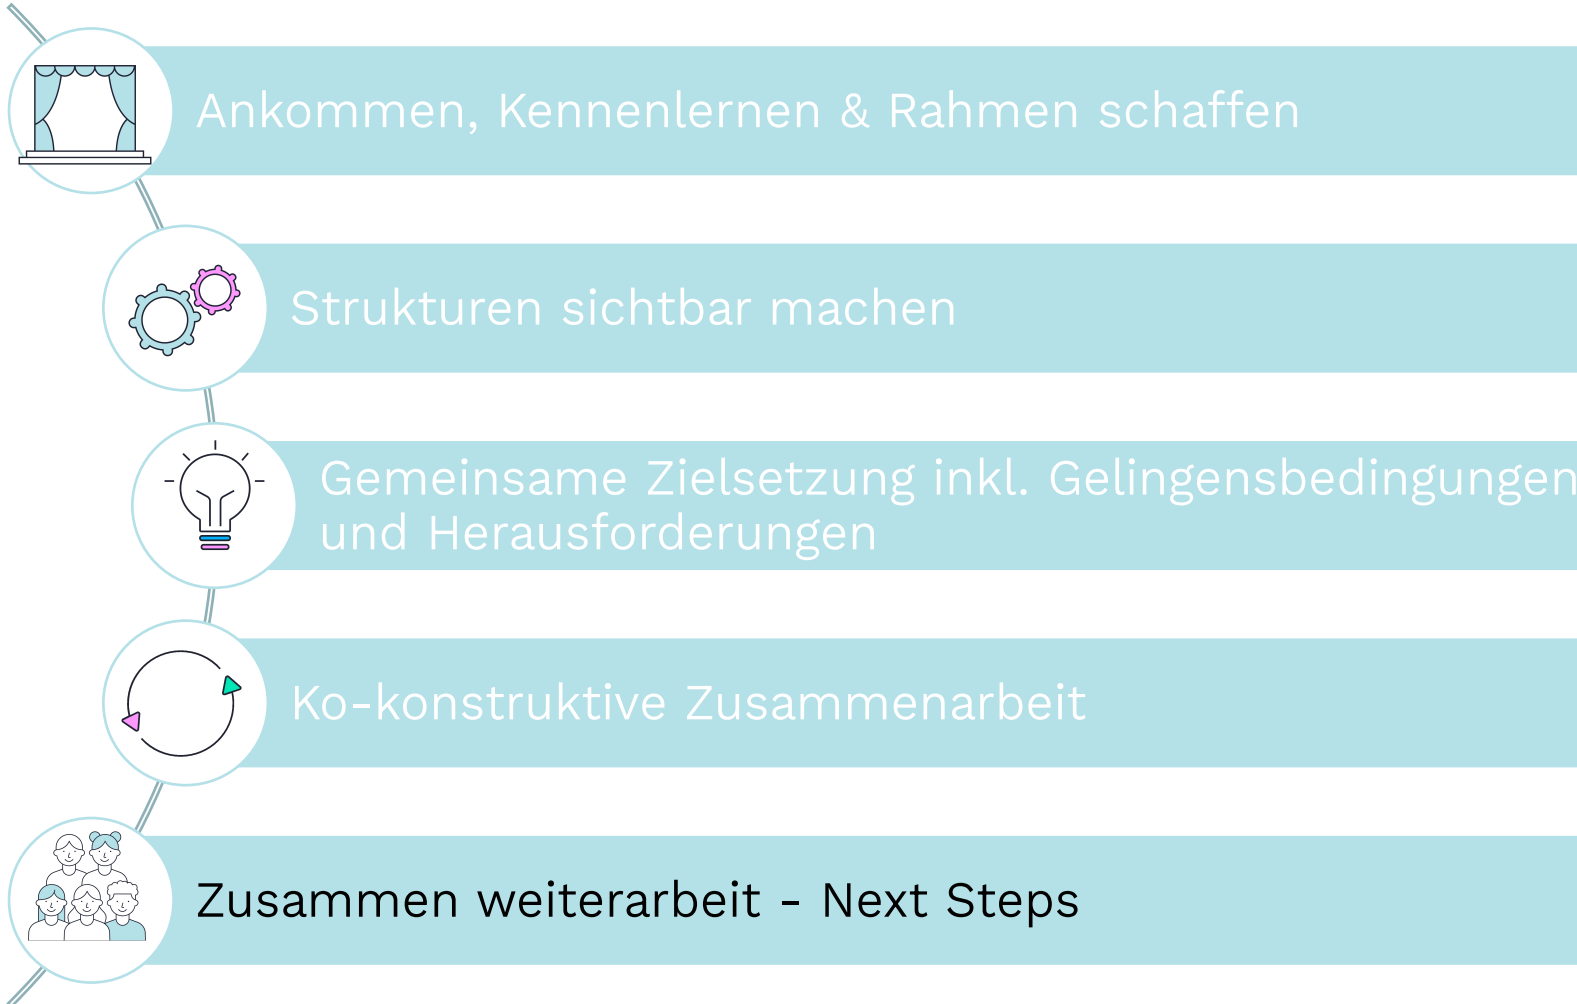 Ankommen, Kennenlernen & Rahmen schaffen
Strukturen sichtbar machen
Gemeinsame Zielsetzung inkl. Gelingensbedingungen
und Herausforderungen
Ko-konstruktive Zusammenarbeit
Zusammen weiterarbeit - Next Steps